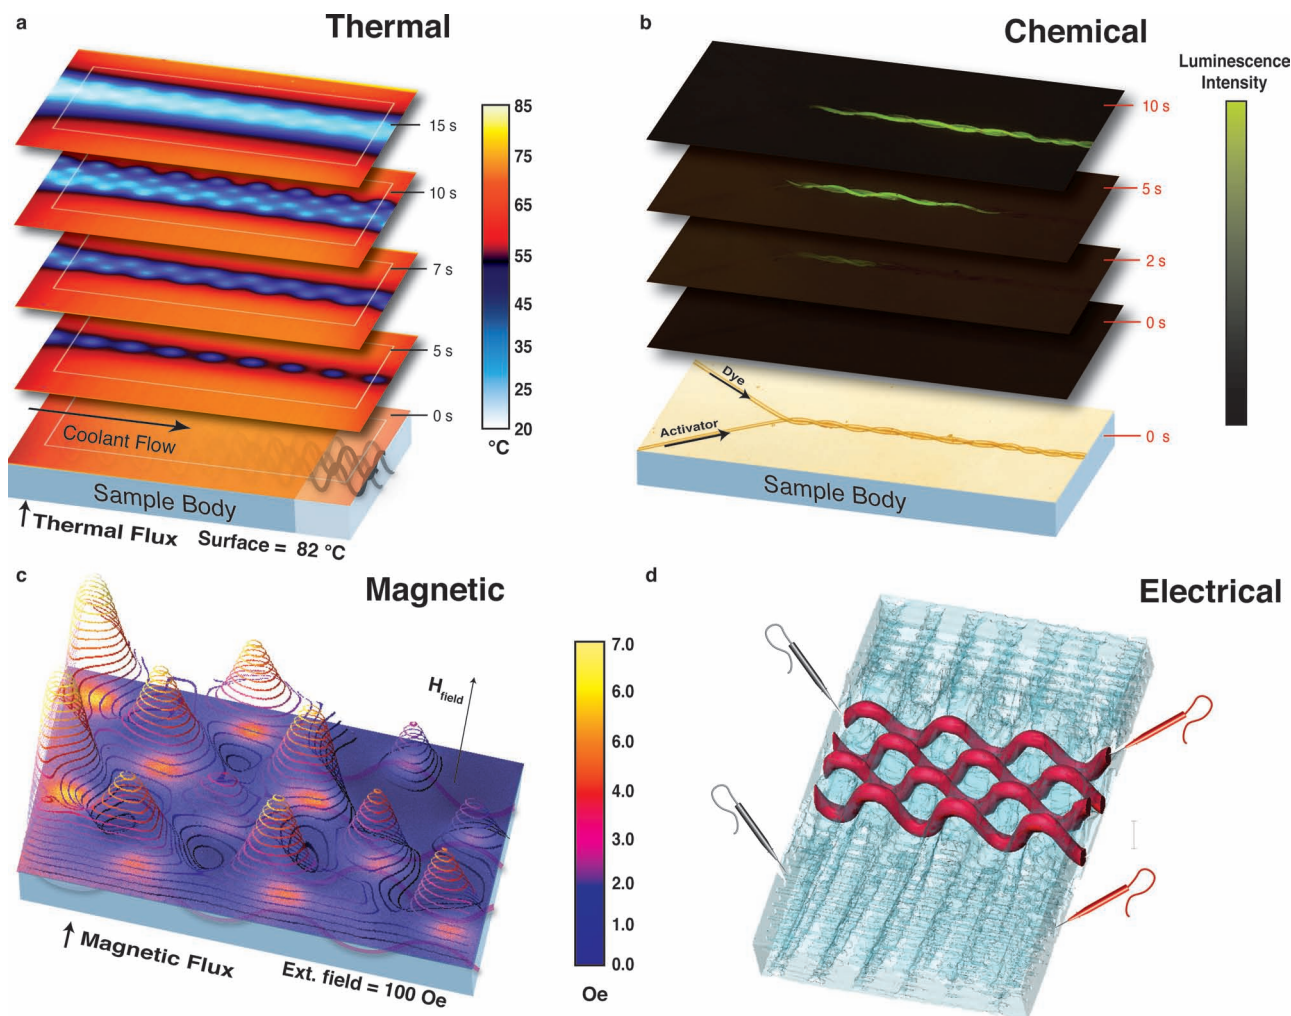 a
Thermal
15 s
10 s
7 s
5 s
0 s
85
75
65
55
45
35
25
20
°C
Coolant Flow
Sample Body
Thermal Flux
Surface = 82 °C
b
Chemical
Luminescence
Intensity
10 s
5 s
2 s
0 s
0 s
Dye
Activator
Sample Body
c
Magnetic
H field
7.0
6.0
6.0
4.0
3.0
2.0
1.0
0.0
Oe
Magnetic Flux
Ext. field = 100 Oe
d
Electrical